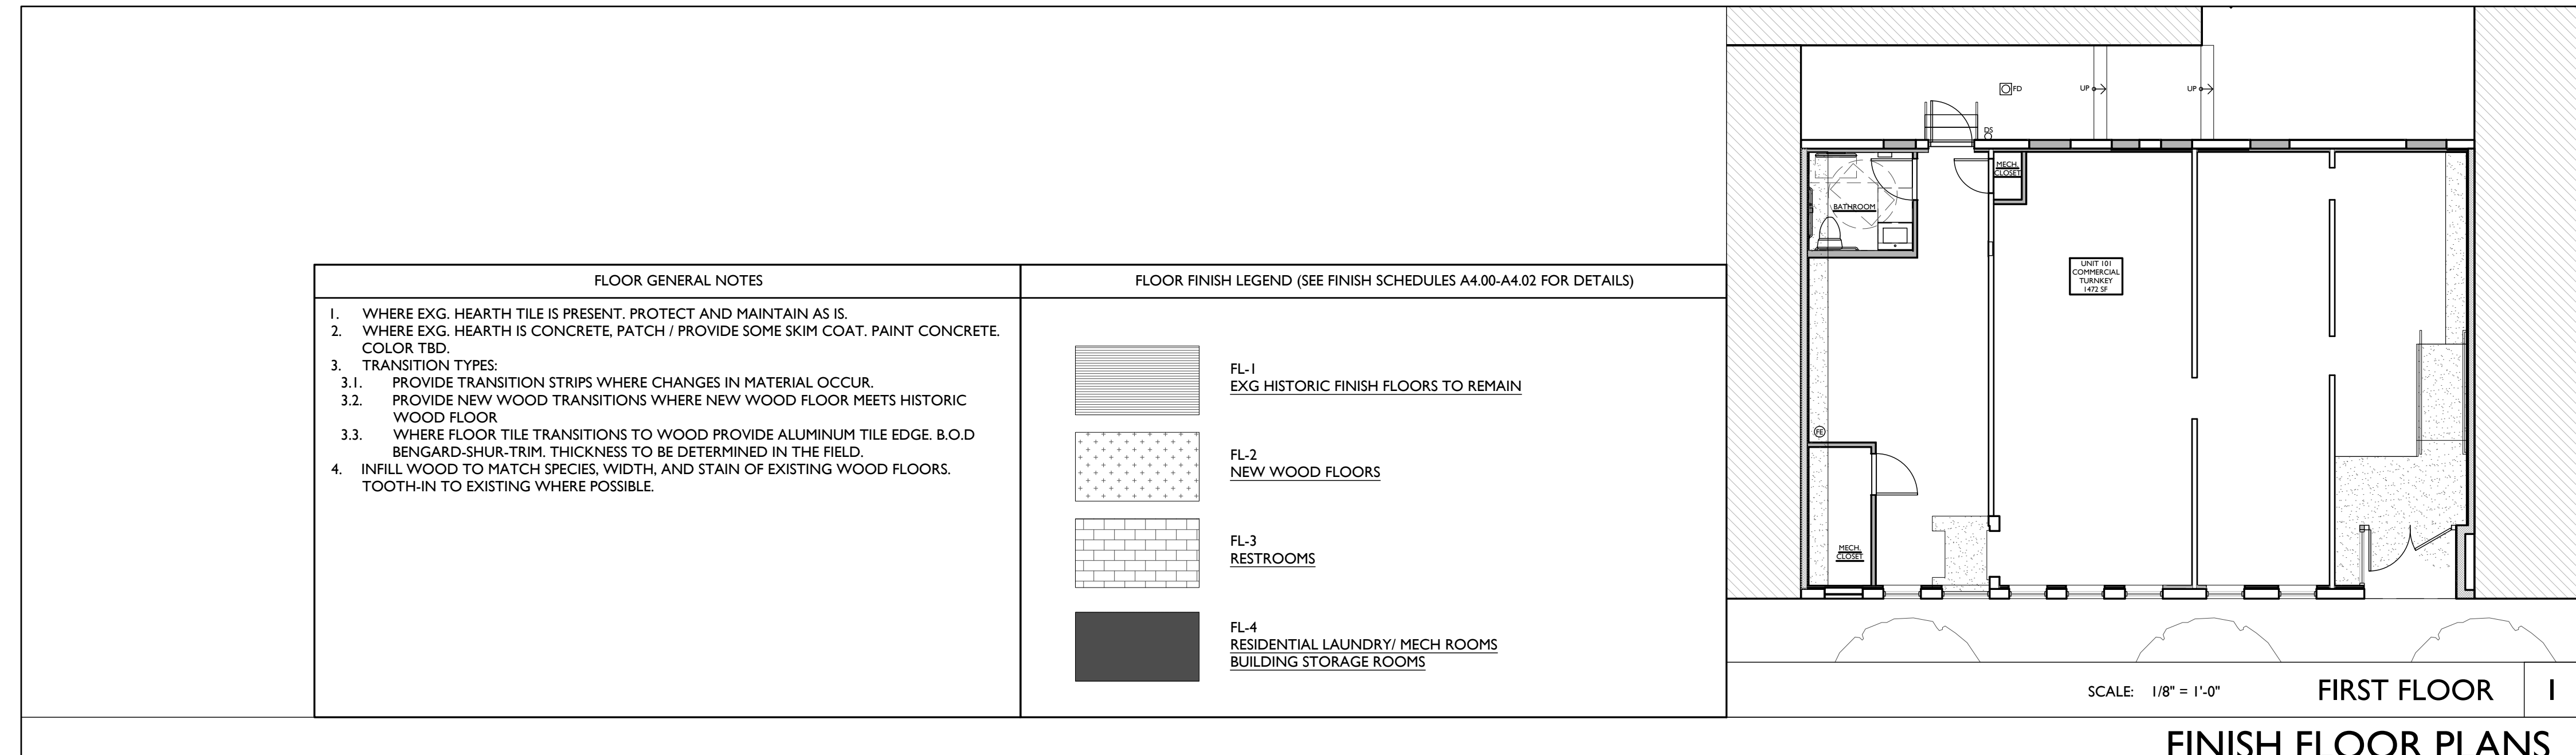 FLOOR GENERAL NOTES
1. WHERE EXG. HEARTH TILE IS PRESENT. PROTECT AND MAINTAIN AS IS.
2. WHERE EXG. HEARTH IS CONCRETE, PATCH / PROVIDE SOME SKIM COAT. PAINT CONCRETE.
COLOR TBD.
3. TRANSITION TYPES:
3.1. PROVIDE TRANSITION STRIPS WHERE CHANGES IN MATERIAL OCCUR.
3.2. PROVIDE NEW WOOD TRANSITIONS WHERE NEW WOOD FLOOR MEETS HISTORIC
WOOD FLOOR
3.3. WHERE FLOOR TILE TRANSITIONS TO WOOD PROVIDE ALUMINUM TILE EDGE. B.O.D
BENGARD-SHUR-TRIM. THICKNESS TO BE DETERMINED IN THE FIELD.
4. INFILL WOOD TO MATCH SPECIES, WIDTH, AND STAIN OF EXISTING WOOD FLOORS.
TOOTH-IN TO EXISTING WHERE POSSIBLE.
FLOOR FINISH LEGEND (SEE FINISH SCHEDULES A4.00-A4.02 FOR DETAILS)
FL-1
EXG HISTORIC FINISH FLOORS TO REMAIN
FL-2
NEW WOOD FLOORS
FL-3
RESTROOMS
FL-4
RESIDENTIAL LAUNDRY/ MECH ROOMS
BUILDING STORAGE ROOMS
FD
UP
UP
DS
MECH.
CLOSET
BATHROOM
UNIT 101
COMMERCIAL
TURNKEY
1472 SF
FE
MECH.
CLOSET
SCALE: 1/8" = 1'-0"
FIRST FLOOR
1
FINISH FLOOR PLANS